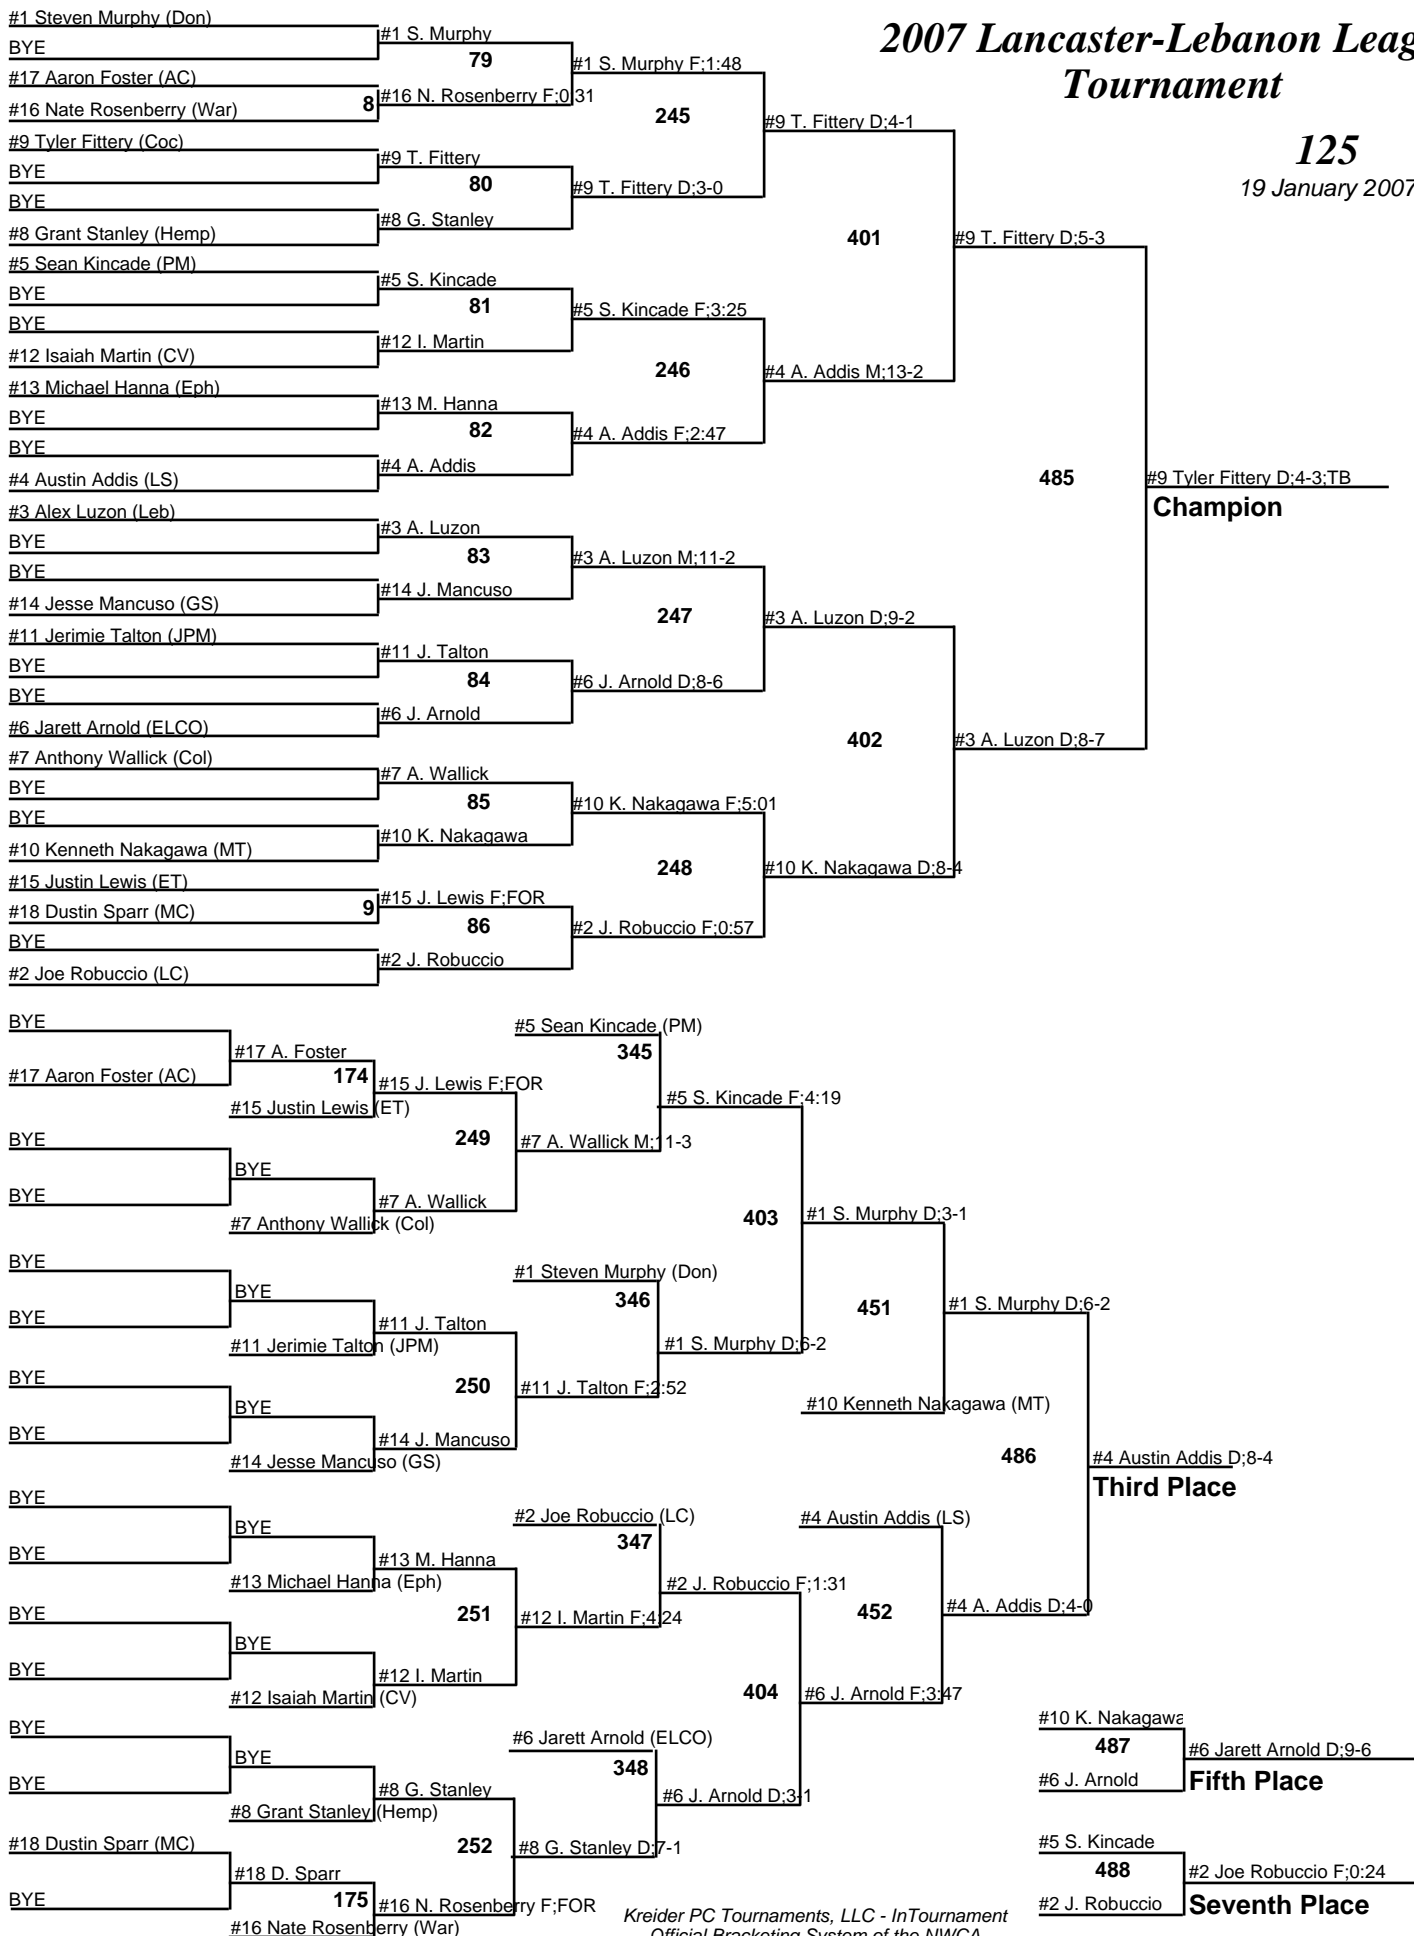 2007 Lancaster-Lebanon Leag
Tournament
125
19 January 2007
#1 Steven Murphy (Don)
BYE
#17 Aaron Foster (AC)
#16 Nate Rosenberry (War)
8
#9 Tyler Fittery (Coc)
BYE
BYE
#8 Grant Stanley (Hemp)
#5 Sean Kincade (PM)
BYE
BYE
#12 Isaiah Martin (CV)
#13 Michael Hanna (Eph)
BYE
BYE
#4 Austin Addis (LS)
#3 Alex Luzon (Leb)
BYE
BYE
#14 Jesse Mancuso (GS)
#11 Jerimie Talton (JPM)
BYE
BYE
#6 Jarett Arnold (ELCO)
#7 Anthony Wallick (Col)
BYE
BYE
#10 Kenneth Nakagawa (MT)
#15 Justin Lewis (ET)
#18 Dustin Sparr (MC)
9
BYE
#2 Joe Robuccio (LC)
#1 S. Murphy
79
#16 N. Rosenberry F;0:31
#9 T. Fittery
80
#8 G. Stanley
#5 S. Kincade
81
#12 I. Martin
#13 M. Hanna
82
#4 A. Addis
#3 A. Luzon
83
#14 J. Mancuso
#11 J. Talton
84
#6 J. Arnold
#7 A. Wallick
85
#10 K. Nakagawa
#15 J. Lewis F;FOR
86
#2 J. Robuccio
#1 S. Murphy F;1:48
245
#9 T. Fittery D;3-0
#5 S. Kincade F;3:25
246
#4 A. Addis F;2:47
#3 A. Luzon M;11-2
247
#6 J. Arnold D;8-6
#10 K. Nakagawa F;5:01
248
#2 J. Robuccio F;0:57
#9 T. Fittery D;4-1
401
#4 A. Addis M;13-2
#3 A. Luzon D;9-2
402
#10 K. Nakagawa D;8-4
#9 T. Fittery D;5-3
485
#3 A. Luzon D;8-7
#9 Tyler Fittery D;4-3;TB
Champion
BYE
#17 Aaron Foster (AC)
BYE
BYE
BYE
BYE
BYE
BYE
BYE
BYE
BYE
BYE
BYE
BYE
#18 Dustin Sparr (MC)
BYE
#17 A. Foster
174
#15 Justin Lewis (ET)
BYE
#7 Anthony Wallick (Col)
BYE
#11 Jerimie Talton (JPM)
BYE
#14 Jesse Mancuso (GS)
BYE
#13 Michael Hanna (Eph)
BYE
#12 Isaiah Martin (CV)
BYE
#8 Grant Stanley (Hemp)
#18 D. Sparr
175
#16 Nate Rosenberry (War)
#15 J. Lewis F;FOR
249
#7 A. Wallick
#11 J. Talton
250
#14 J. Mancuso
#13 M. Hanna
251
#12 I. Martin
#8 G. Stanley
252
#16 N. Rosenberry F;FOR
#5 Sean Kincade (PM)
345
#7 A. Wallick M;11-3
#1 Steven Murphy (Don)
346
#11 J. Talton F;2:52
#2 Joe Robuccio (LC)
347
#12 I. Martin F;4:24
#6 Jarett Arnold (ELCO)
348
#8 G. Stanley D;7-1
#5 S. Kincade F;4:19
403
#1 S. Murphy D;6-2
#2 J. Robuccio F;1:31
404
#6 J. Arnold D;3-1
#1 S. Murphy D;3-1
451
#10 Kenneth Nakagawa (MT)
#4 Austin Addis (LS)
452
#6 J. Arnold F;3:47
#1 S. Murphy D;6-2
486
#4 A. Addis D;4-0
#4 Austin Addis D;8-4
Third Place
#10 K. Nakagawa
487
#6 J. Arnold
#6 Jarett Arnold D;9-6
Fifth Place
#5 S. Kincade
488
#2 J. Robuccio
#2 Joe Robuccio F;0:24
Seventh Place
Kreider PC Tournaments, LLC - InTournament
Official Bracketing System of the NWCA